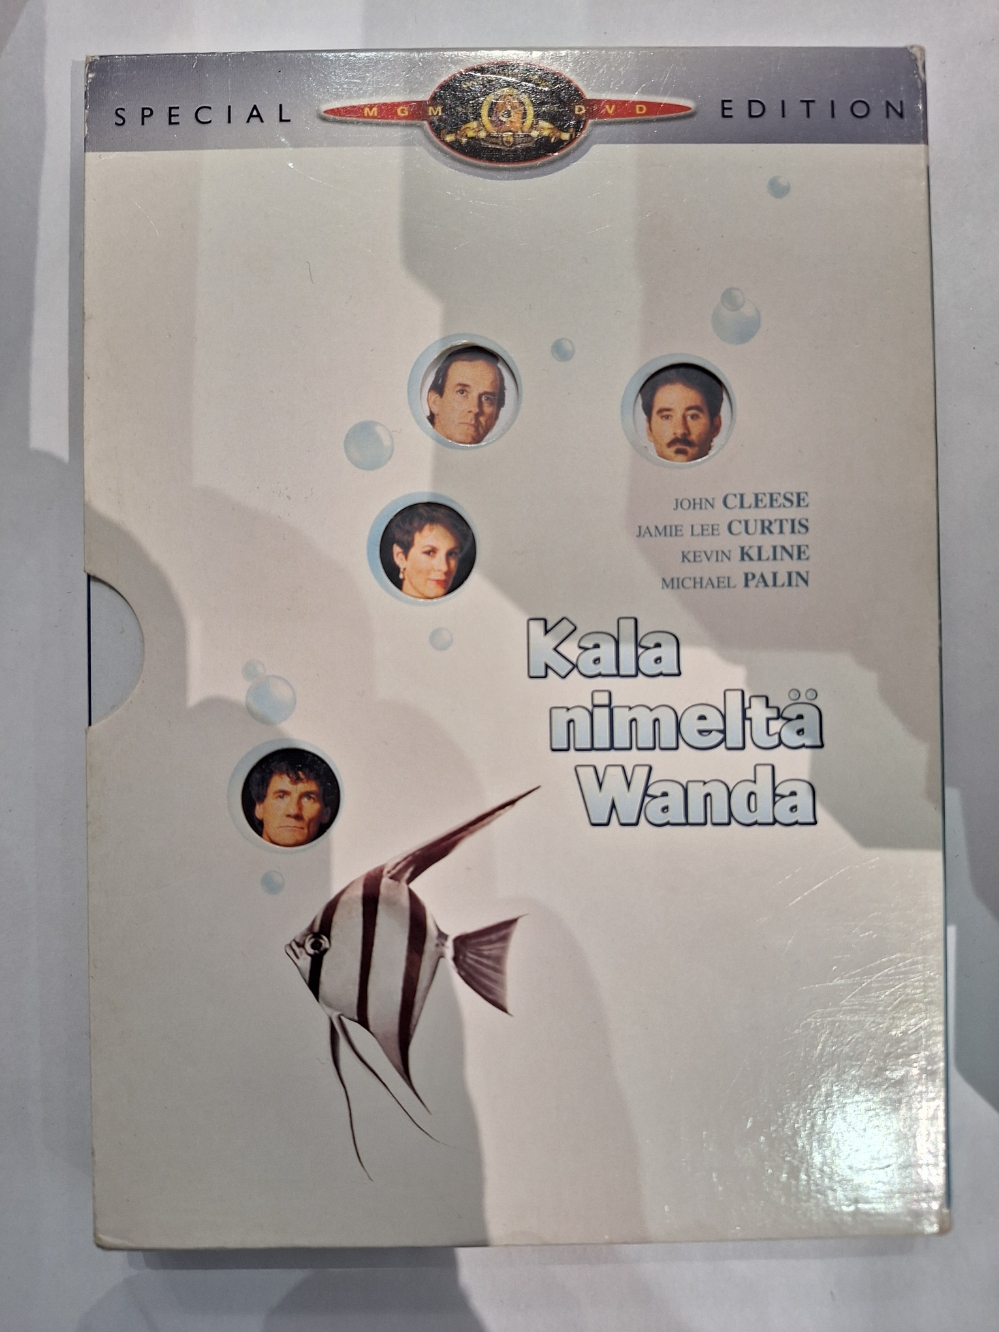 SPECIAL MGM DVD EDITION
JOHN CLEESE
JAMIE LEE CURTIS
KEVIN KLINE
MICHAEL PALIN
Kala
nimeltä
Wanda